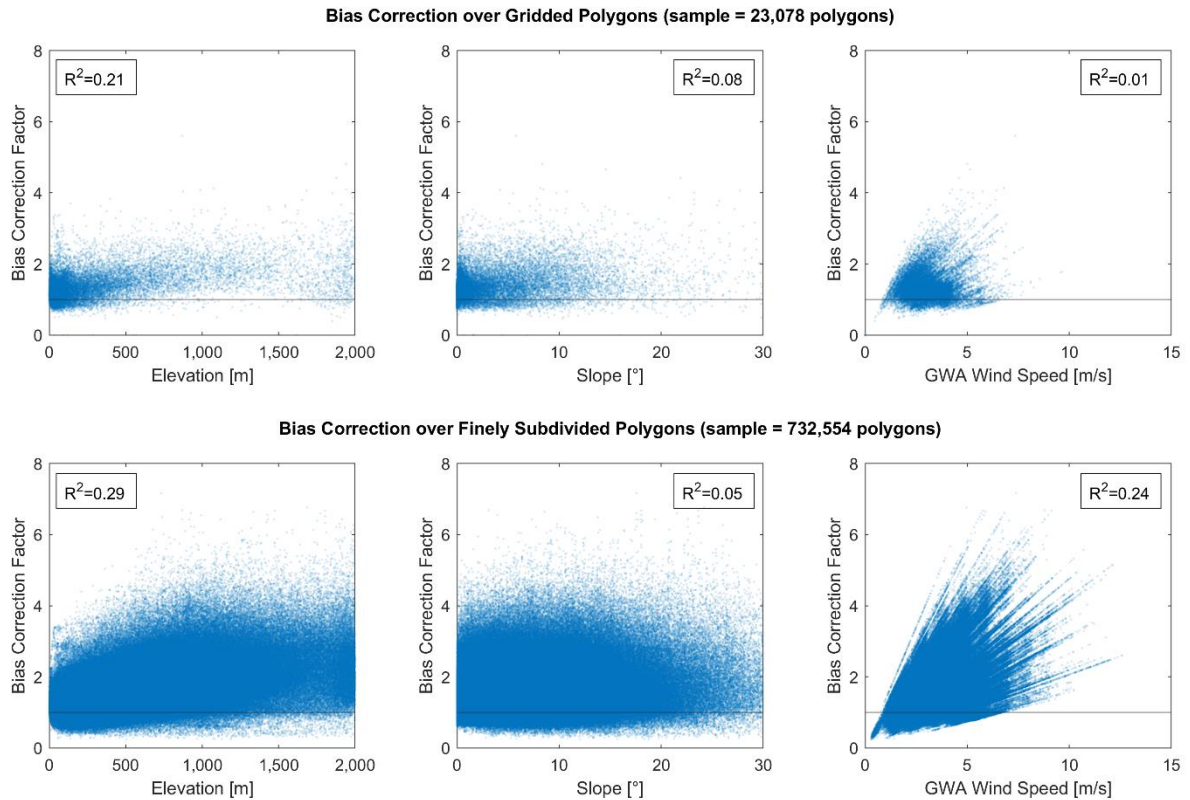 Bias Correction over Gridded Polygons (sample = 23,078 polygons)
8
6
4
2
0
Bias Correction Factor
R²=0.21
0 500 1,000 1,500 2,000
Elevation [m]
8
6
4
2
0
Bias Correction Factor
R²=0.08
0 10 20 30
Slope [°]
8
6
4
2
0
Bias Correction Factor
R²=0.01
0 5 10 15
GWA Wind Speed [m/s]
Bias Correction over Finely Subdivided Polygons (sample = 732,554 polygons)
8
6
4
2
0
Bias Correction Factor
R²=0.29
0 500 1,000 1,500 2,000
Elevation [m]
8
6
4
2
0
Bias Correction Factor
R²=0.05
0 10 20 30
Slope [°]
8
6
4
2
0
Bias Correction Factor
R²=0.24
0 5 10 15
GWA Wind Speed [m/s]